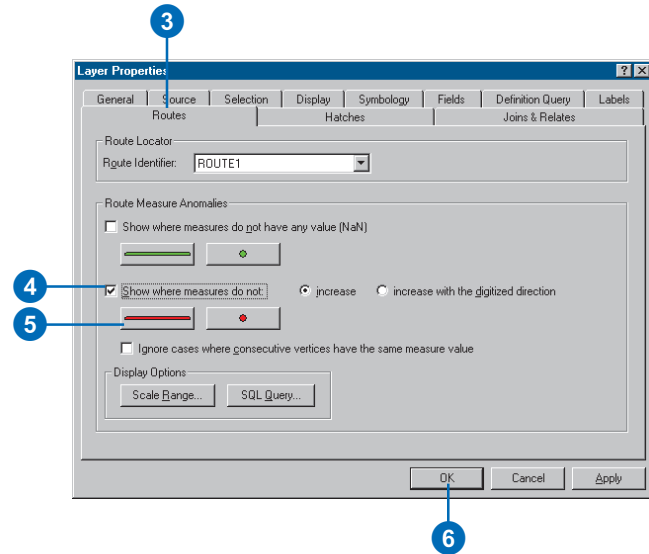 3
Layer Properties
General Source Selection Display Symbology Fields Definition Query Labels
Routes Hatches Joins & Relates
Route Locator
Route Identifier: ROUTE1
Route Measure Anomalies
Show where measures do not have any value (NaN)
4
Show where measures do not: increase increase with the digitized direction
5
Ignore cases where consecutive vertices have the same measure value
Display Options
Scale Range... SQL Query...
OK Cancel Apply
6